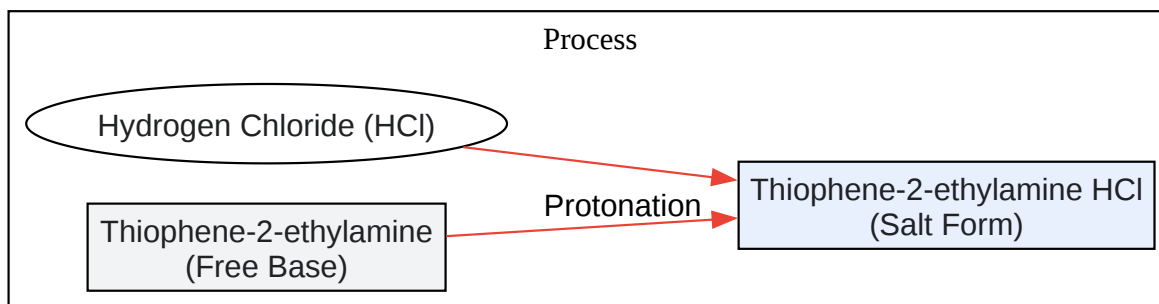 Process
Hydrogen Chloride (HCl)
Thiophene-2-ethylamine
(Free Base)
Protonation
Thiophene-2-ethylamine HCl
(Salt Form)